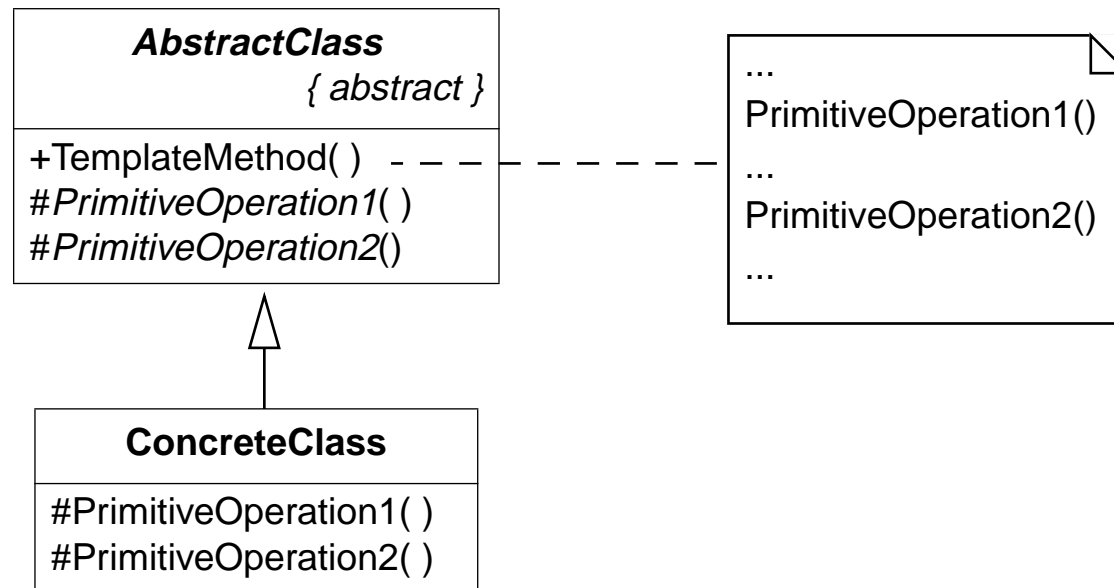 AbstractClass
{ abstract }
+TemplateMethod( )
#PrimitiveOperation1( )
#PrimitiveOperation2()
...
PrimitiveOperation1()
...
PrimitiveOperation2()
...
ConcreteClass
#PrimitiveOperation1( )
#PrimitiveOperation2( )